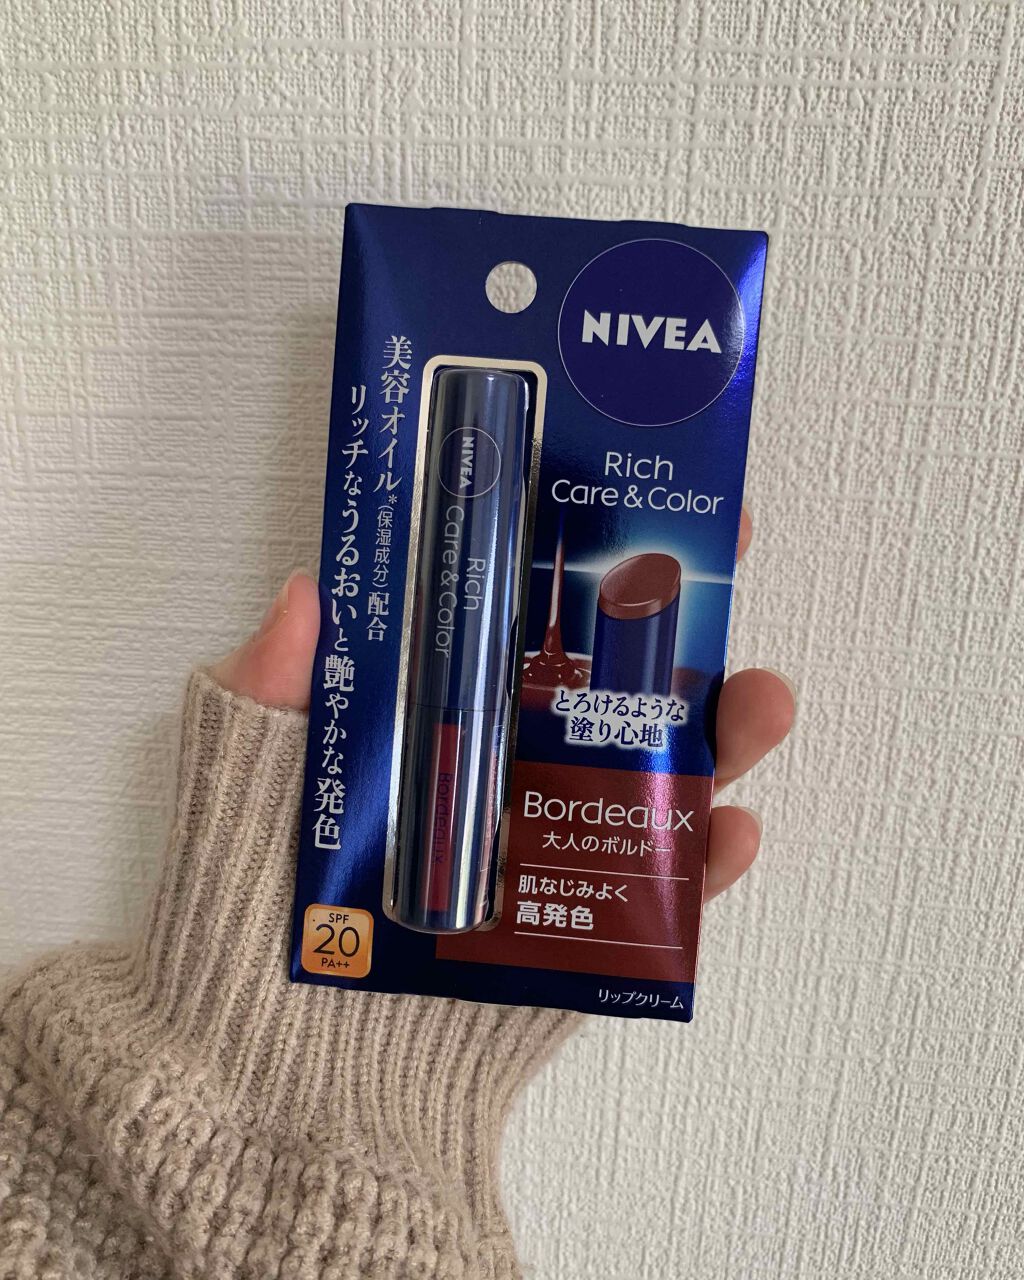 NIVEA
Rich
Care & Color
美容オイル*(保湿成分)配合
リッチなうるおいと艶やかな発色
NIVEA
Rich
Care & Color
Bordeaux
とろけるような
塗り心地
Bordeaux
大人のボルドー
肌なじみよく
高発色
SPF
20
PA++
リップクリーム